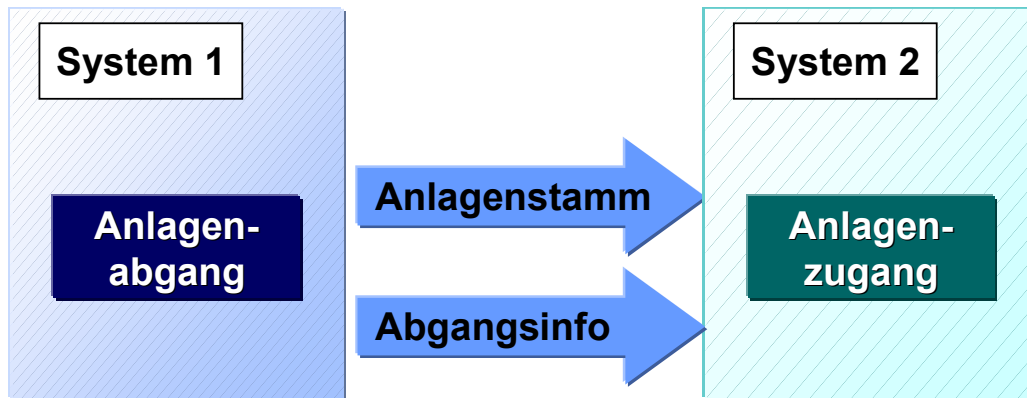 System 1
Anlagen-
abgang
Anlagenstamm
Abgangsinfo
System 2
Anlagen-
zugang